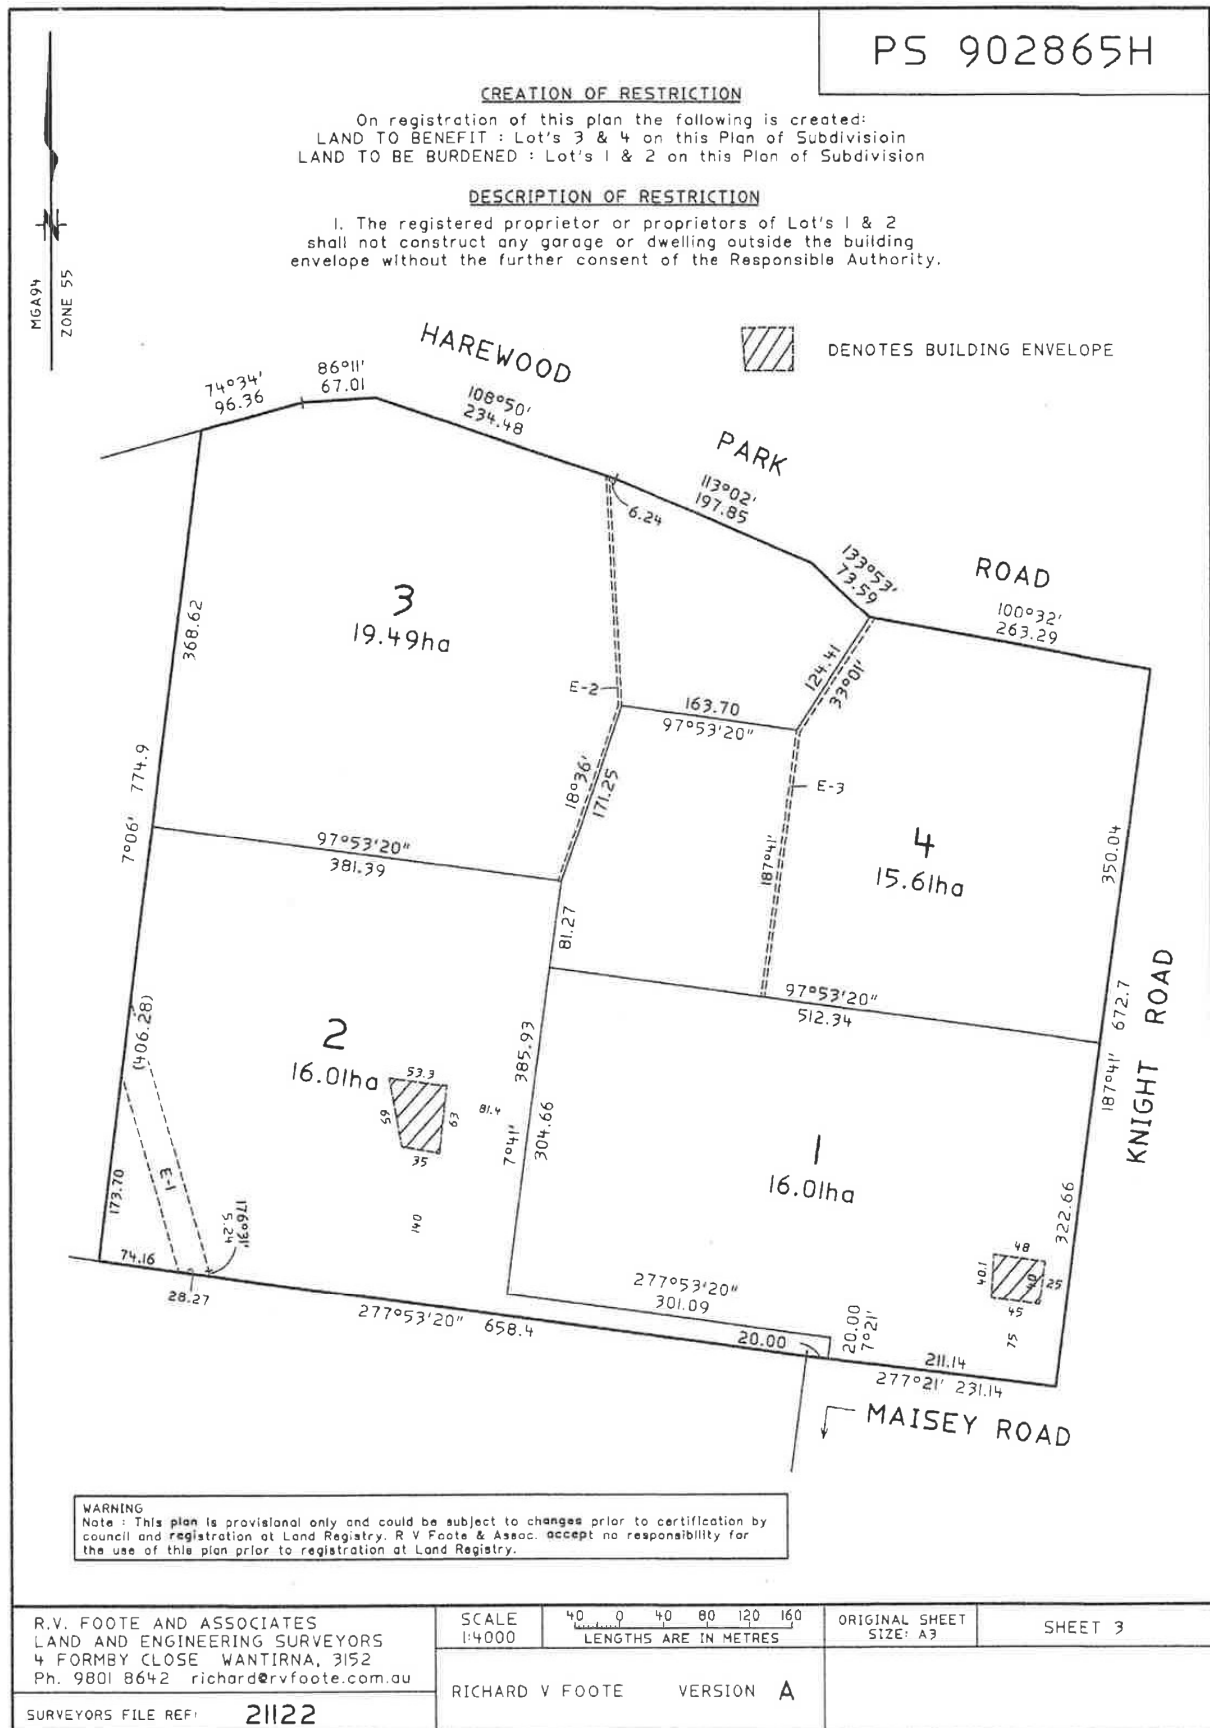 PS 902865H
CREATION OF RESTRICTION
On registration of this plan the following is created:
LAND TO BENEFIT : Lot's 3 & 4 on this Plan of Subdivisioin
LAND TO BE BURDENED : Lot's 1 & 2 on this Plan of Subdivision
DESCRIPTION OF RESTRICTION
1. The registered proprietor or proprietors of Lot's 1 & 2
shall not construct any garage or dwelling outside the building
envelope without the further consent of the Responsible Authority.
MGA94
ZONE 55
DENOTES BUILDING ENVELOPE
HAREWOOD
PARK
ROAD
74°34'
96.36
86°11'
67.01
108°50'
234.48
113°02'
197.85
6.24
133°53'
73.59
100°32'
263.29
3
19.49ha
368.62
E-2
163.70
97°53'20"
124.41
33°01'
E-3
18°36'
171.25
187°41'
4
15.61ha
350.04
7°06' 774.9
97°53'20"
381.39
81.27
97°53'20"
512.34
187°41' 672.7
KNIGHT ROAD
(406.28)
2
16.01ha
53.3
59
63
35
81.4
140
385.93
7°41'
304.66
1
16.01ha
322.66
E-1
173.70
176°31'
5.24
74.16
28.27
277°53'20" 658.4
277°53'20"
301.09
20.00
20.00
7°21'
48
40.1
40
25
45
75
211.14
277°21' 231.14
MAISEY ROAD
WARNING
Note : This plan is provisional only and could be subject to changes prior to certification by
council and registration at Land Registry. R V Foote & Assoc. accept no responsibility for
the use of this plan prior to registration at Land Registry.
R.V. FOOTE AND ASSOCIATES
LAND AND ENGINEERING SURVEYORS
4 FORMBY CLOSE WANTIRNA, 3152
Ph. 9801 8642 richard@rvfoote.com.au
SURVEYORS FILE REF: 21122
SCALE
1:4000
40 0 40 80 120 160
LENGTHS ARE IN METRES
ORIGINAL SHEET
SIZE: A3
SHEET 3
RICHARD V FOOTE VERSION A